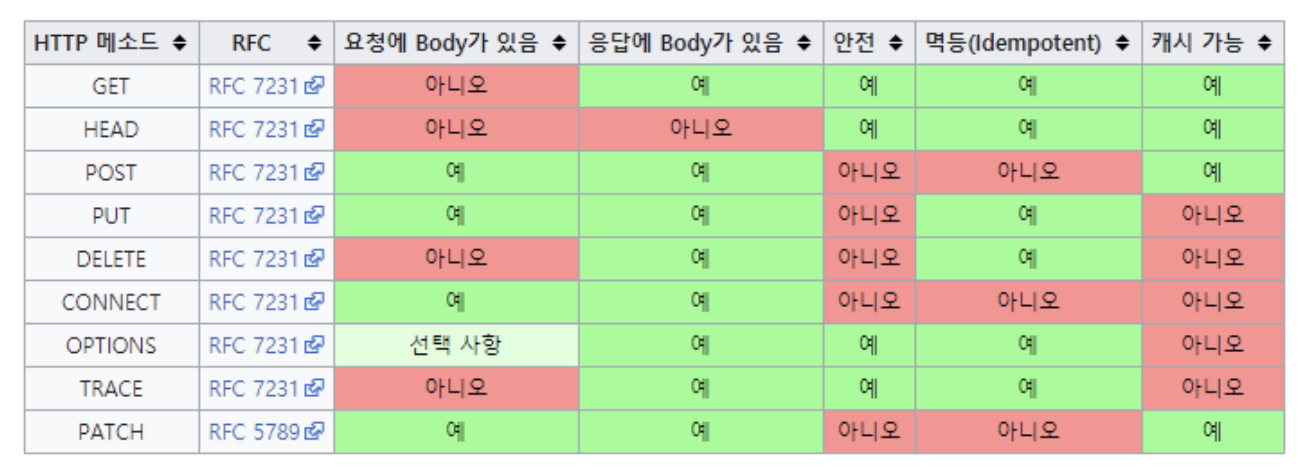 HTTP 메소드 RFC 요청에 Body가 있음 응답에 Body가 있음 안전 멱등(Idempotent) 캐시 가능
GET RFC 7231 아니오 예 예 예 예
HEAD RFC 7231 아니오 아니오 예 예 예
POST RFC 7231 예 예 아니오 아니오 예
PUT RFC 7231 예 예 아니오 예 아니오
DELETE RFC 7231 아니오 예 아니오 예 아니오
CONNECT RFC 7231 예 예 아니오 아니오 아니오
OPTIONS RFC 7231 선택 사항 예 예 예 아니오
TRACE RFC 7231 아니오 예 예 예 아니오
PATCH RFC 5789 예 예 아니오 아니오 예